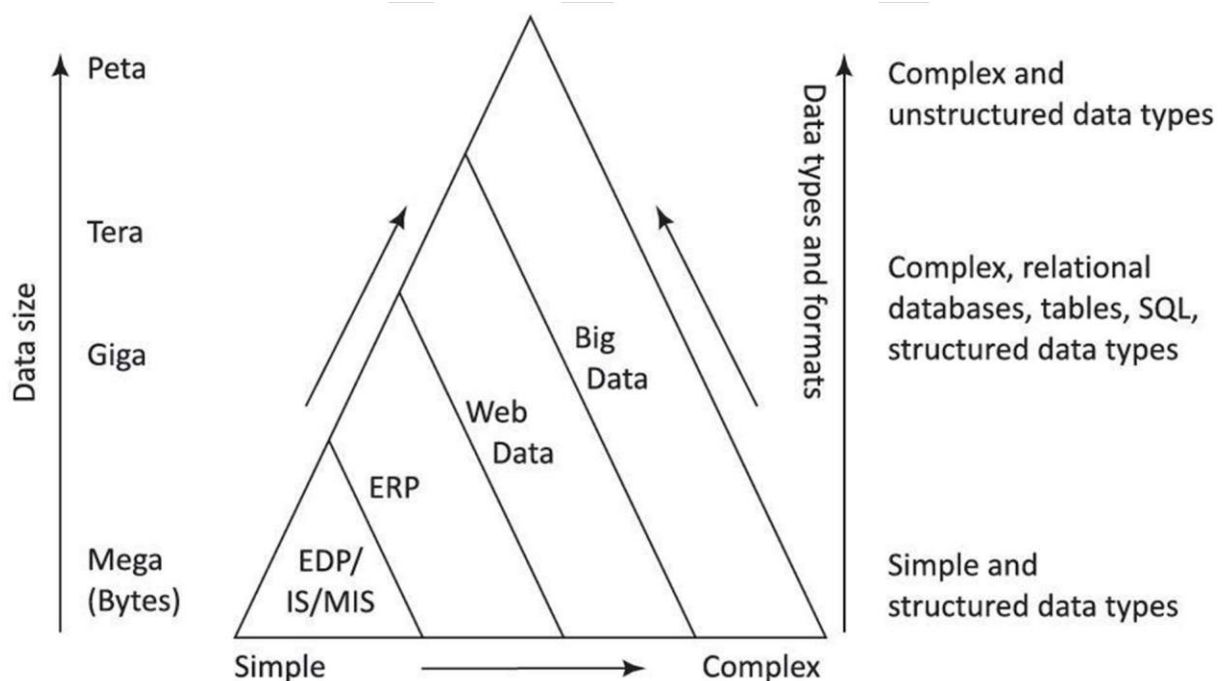 Data size
Peta
Tera
Giga
Mega
(Bytes)
EDP/
IS/MIS
ERP
Web
Data
Big
Data
Simple
Complex
Data types and formats
Complex and
unstructured data types
Complex, relational
databases, tables, SQL,
structured data types
Simple and
structured data types